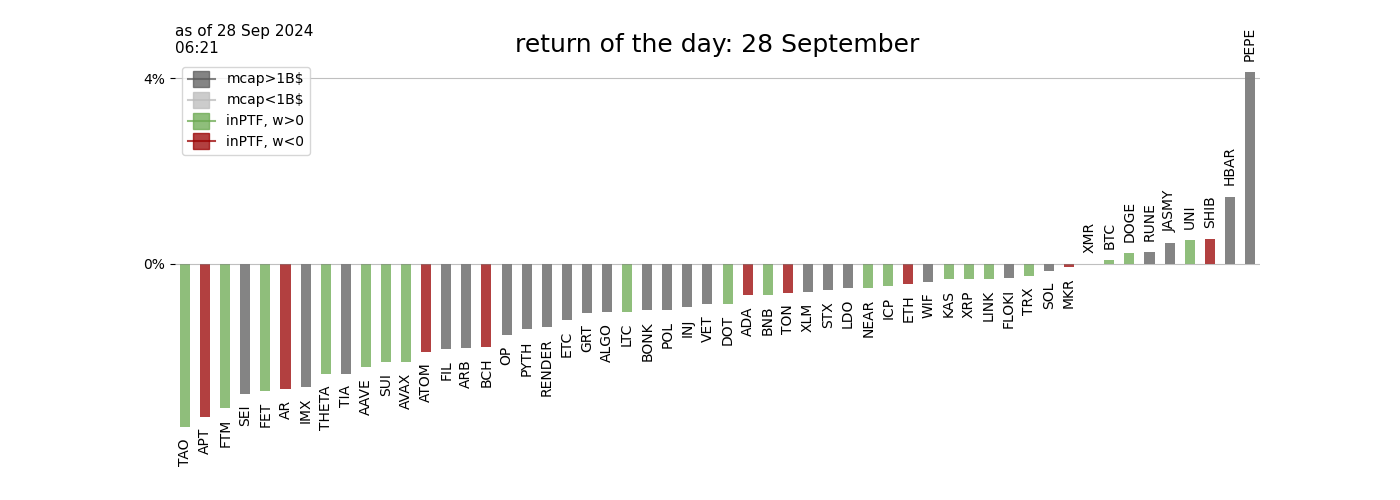 as of 28 Sep 2024
06:21
return of the day: 28 September
4%
0%
mcap>1B$
mcap<1B$
inPTF, w>0
inPTF, w<0
TAO
APT
FTM
SEI
FET
AR
IMX
THETA
TIA
AAVE
SUI
AVAX
ATOM
FIL
ARB
BCH
OP
PYTH
RENDER
ETC
GRT
ALGO
LTC
BONK
POL
INJ
VET
DOT
ADA
BNB
TON
XLM
STX
LDO
NEAR
ICP
ETH
WIF
KAS
XRP
LINK
FLOKI
TRX
SOL
MKR
XMR
BTC
DOGE
RUNE
JASMY
UNI
SHIB
HBAR
PEPE